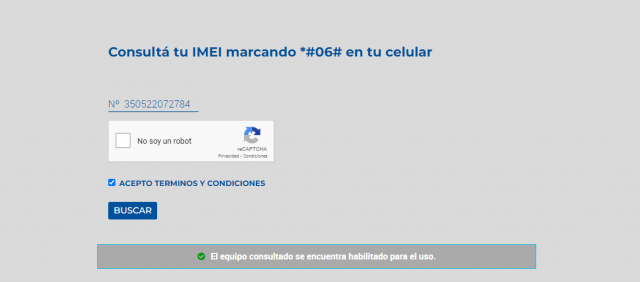 Consultá tu IMEI marcando *#06# en tu celular
Nº 350522072784
No soy un robot
reCAPTCHA
Privacidad - Condiciones
ACEPTO TERMINOS Y CONDICIONES
BUSCAR
El equipo consultado se encuentra habilitado para el uso.